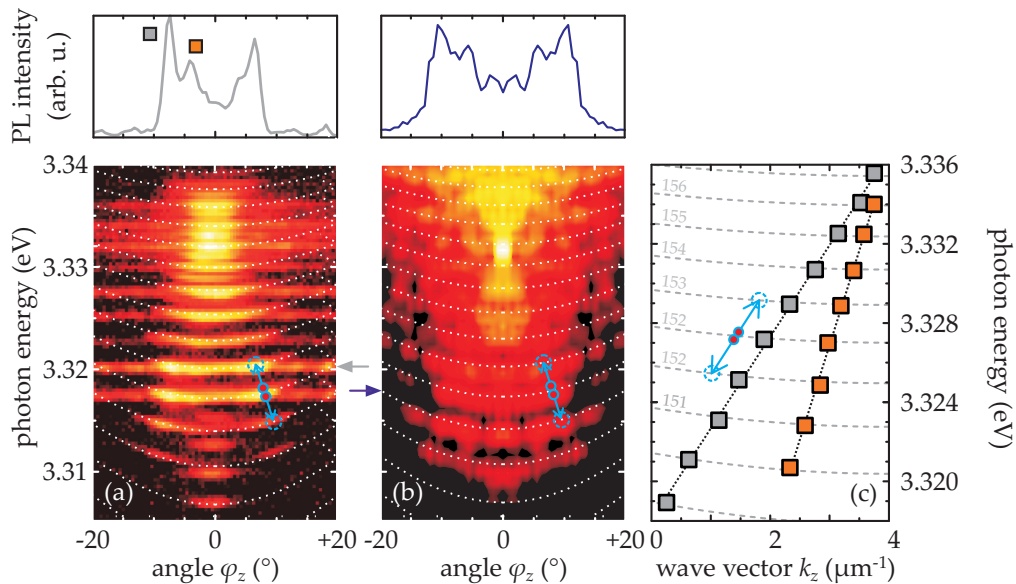 PL intensity
(arb. u.)
3.34
3.33
3.32
3.31
photon energy (eV)
(a)
-20
0
+20
angle φz (°)
(b)
-20
0
+20
angle φz (°)
156
155
154
153
152
152
151
(c)
3.336
3.332
3.328
3.324
3.320
photon energy (eV)
0
2
4
wave vector kz (μm⁻¹)